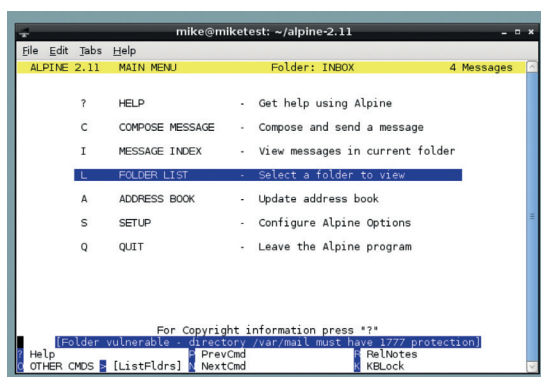 mike@miketest: ~/alpine-2.11
File Edit Tabs Help
ALPINE 2.11 MAIN MENU Folder: INBOX 4 Messages
? HELP - Get help using Alpine
C COMPOSE MESSAGE - Compose and send a message
I MESSAGE INDEX - View messages in current folder
L FOLDER LIST - Select a folder to view
A ADDRESS BOOK - Update address book
S SETUP - Configure Alpine Options
Q QUIT - Leave the Alpine program
For Copyright information press "?"
[Folder vulnerable - directory /var/mail must have 1777 protection]
? Help P PrevCmd R RelNotes
O OTHER CMDS > [ListFldrs] N NextCmd K KBLock